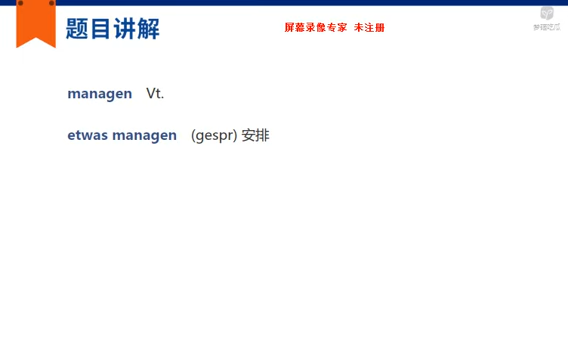 题目讲解
屏幕录像专家 未注册
managen Vt.
etwas managen (gespr) 安排